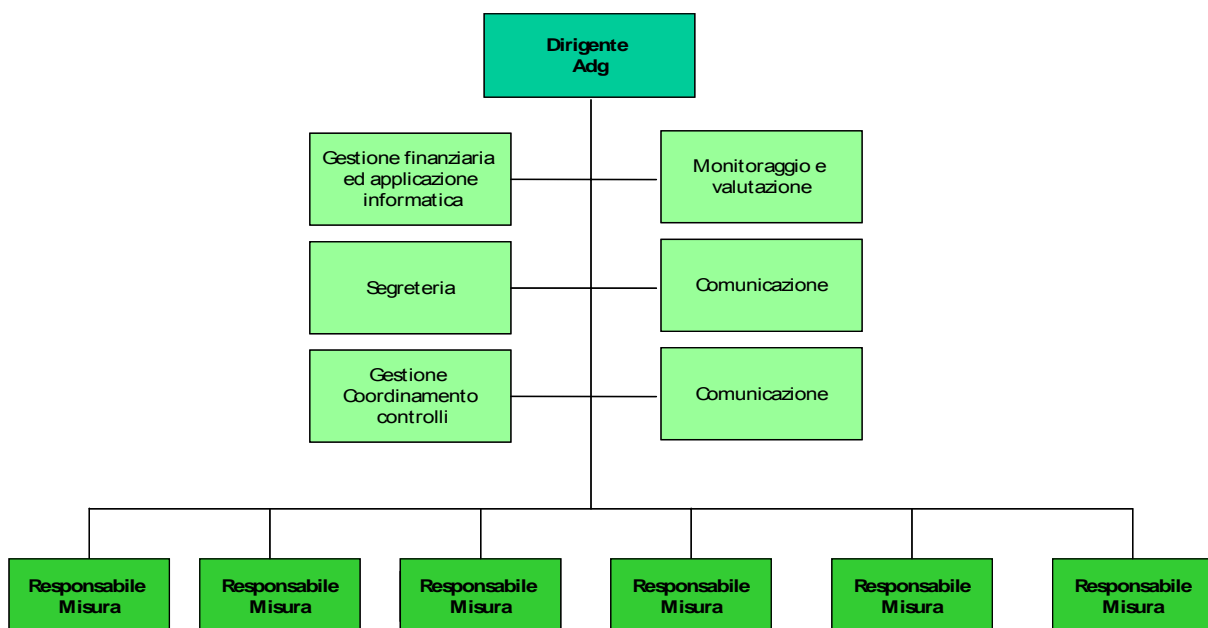 Dirigente
Adg
Gestione finanziaria
ed applicazione
informatica
Monitoraggio e
valutazione
Segreteria
Comunicazione
Gestione
Coordinamento
controlli
Comunicazione
Responsabile
Misura
Responsabile
Misura
Responsabile
Misura
Responsabile
Misura
Responsabile
Misura
Responsabile
Misura